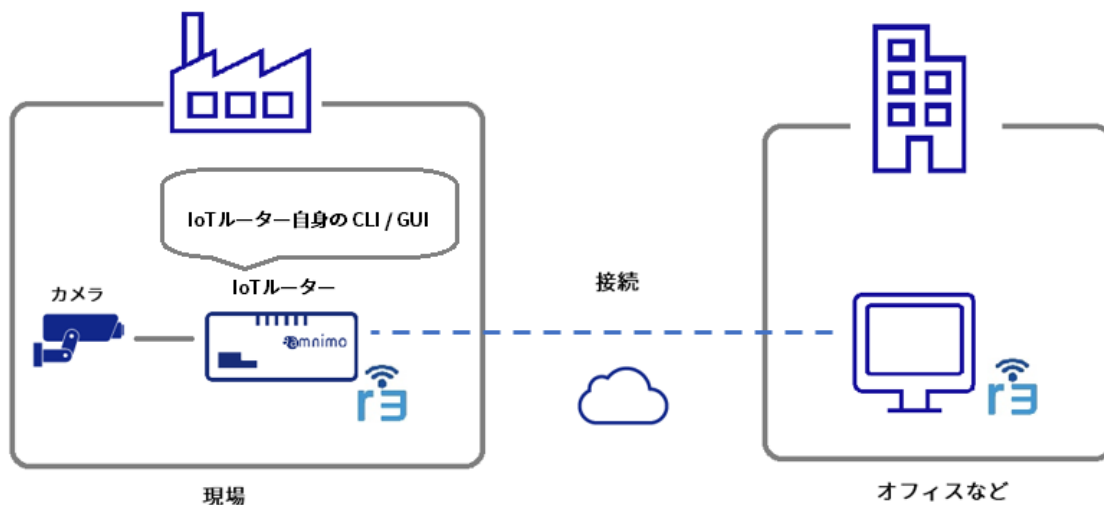 IoTルーター自身の CLI / GUI
カメラ
IoTルーター
amnimo
r3
接続
r3
現場
オフィスなど